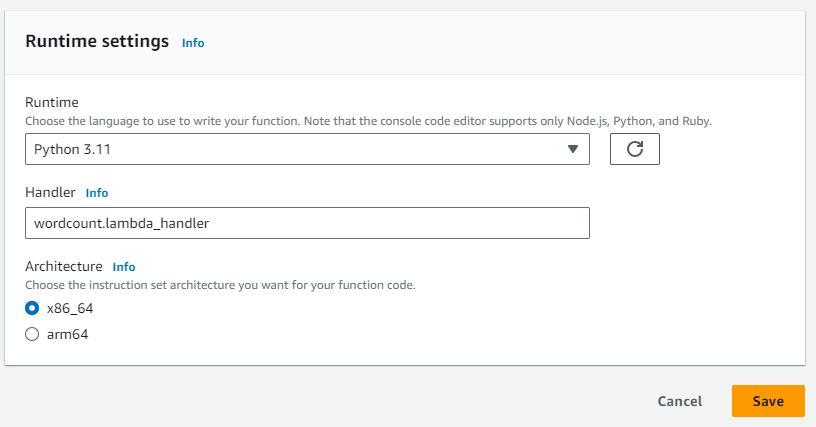 Runtime settings Info
Runtime
Choose the language to use to write your function. Note that the console code editor supports only Node.js, Python, and Ruby.
Python 3.11
Handler Info
wordcount.lambda_handler
Architecture Info
Choose the instruction set architecture you want for your function code.
x86_64
arm64
Cancel Save